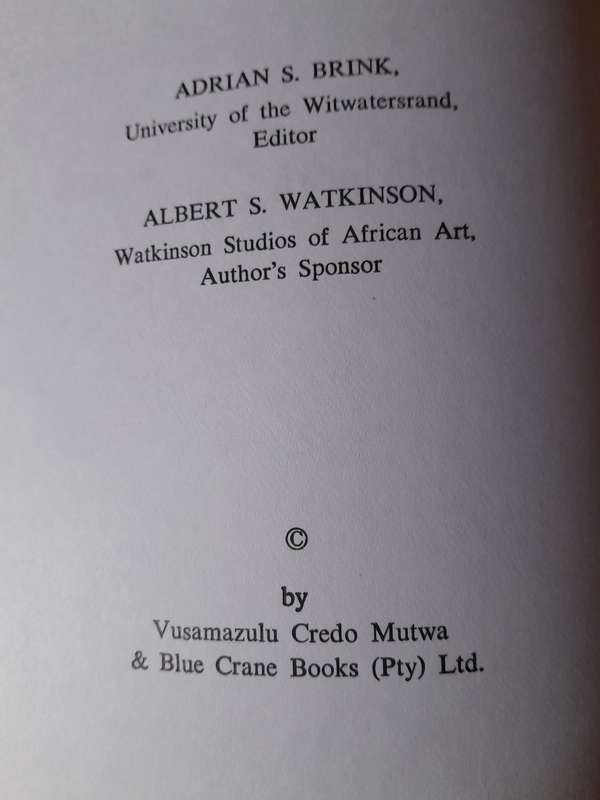 ADRIAN S. BRINK,
University of the Witwatersrand,
Editor
ALBERT S. WATKINSON,
Watkinson Studios of African Art,
Author's Sponsor
©
by
Vusamazulu Credo Mutwa
& Blue Crane Books (Pty) Ltd.